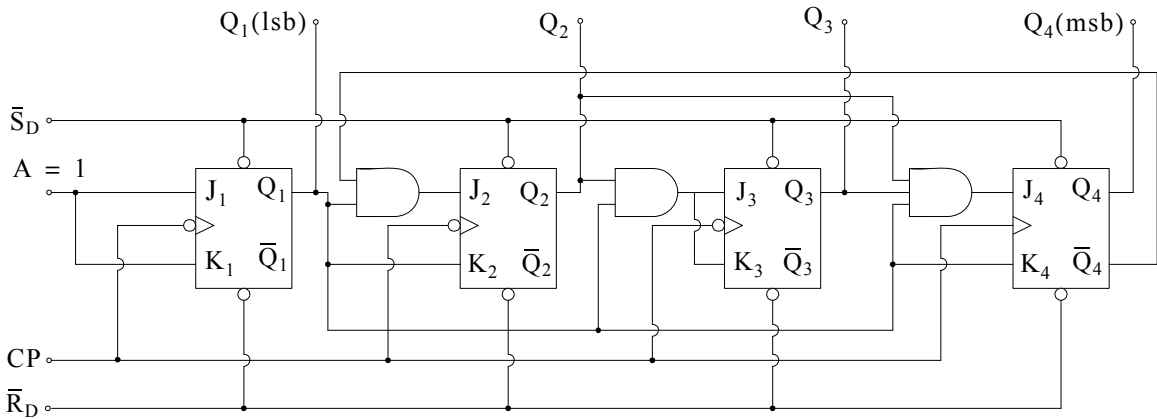 Q1(lsb) Q2 Q3 Q4(msb)
S̄D
A = 1
J1 Q1 J2 Q2 J3 Q3 J4 Q4
K1 Q̄1 K2 Q̄2 K3 Q̄3 K4 Q̄4
CP
R̄D